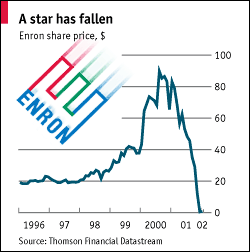 A star has fallen
Enron share price, $
ENRON
100
80
60
40
20
0
1996 97 98 99 2000 01 02
Source: Thomson Financial Datastream